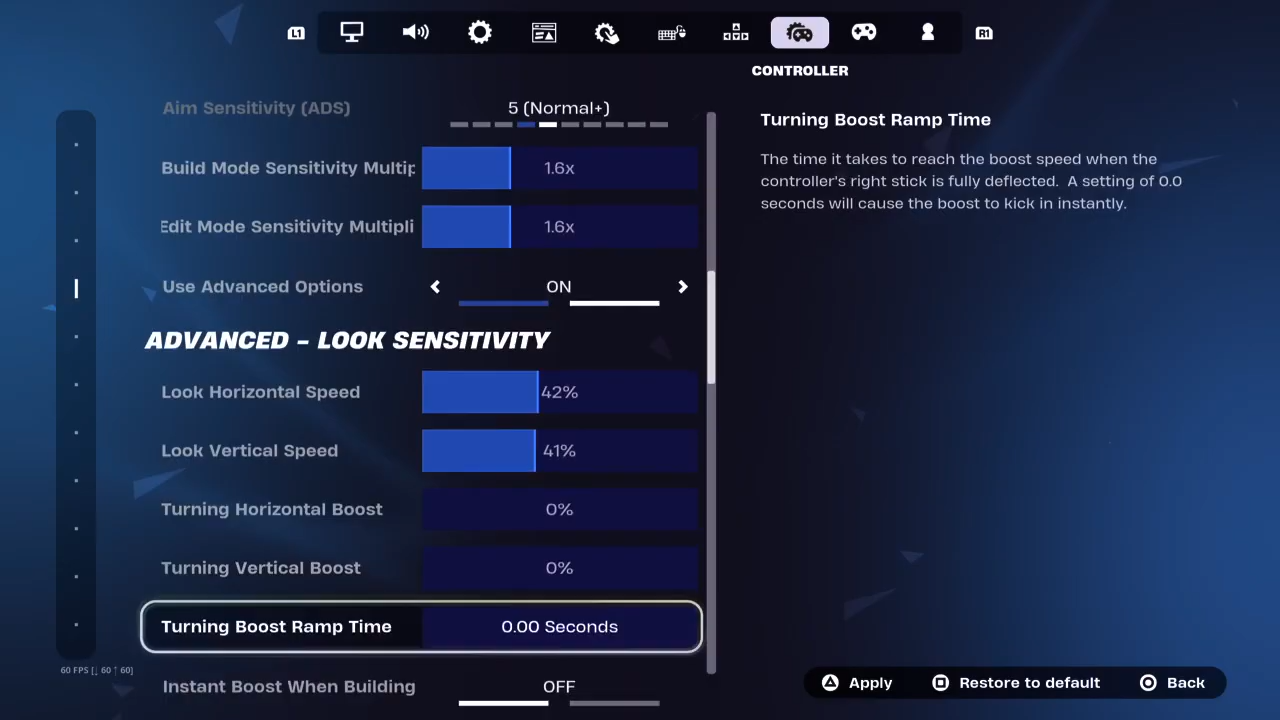 L1
R1
CONTROLLER
Aim Sensitivity (ADS) 5 (Normal+)
Build Mode Sensitivity Multip 1.6x
Edit Mode Sensitivity Multipli 1.6x
Use Advanced Options ON
ADVANCED - LOOK SENSITIVITY
Look Horizontal Speed 42%
Look Vertical Speed 41%
Turning Horizontal Boost 0%
Turning Vertical Boost 0%
Turning Boost Ramp Time 0.00 Seconds
Instant Boost When Building OFF
Turning Boost Ramp Time
The time it takes to reach the boost speed when the
controller's right stick is fully deflected.  A setting of 0.0
seconds will cause the boost to kick in instantly.
60 FPS [↓ 60 ↑ 60]
Apply
Restore to default
Back